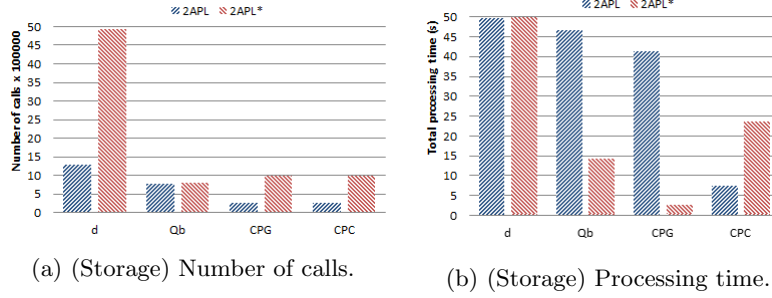 2APL 2APL*
Number of calls x 100000
50
45
40
35
30
25
20
15
10
5
0
d Qb CPG CPC
(a) (Storage) Number of calls.
2APL 2APL*
Total processing time (s)
50
45
40
35
30
25
20
15
10
5
0
d Qb CPG CPC
(b) (Storage) Processing time.